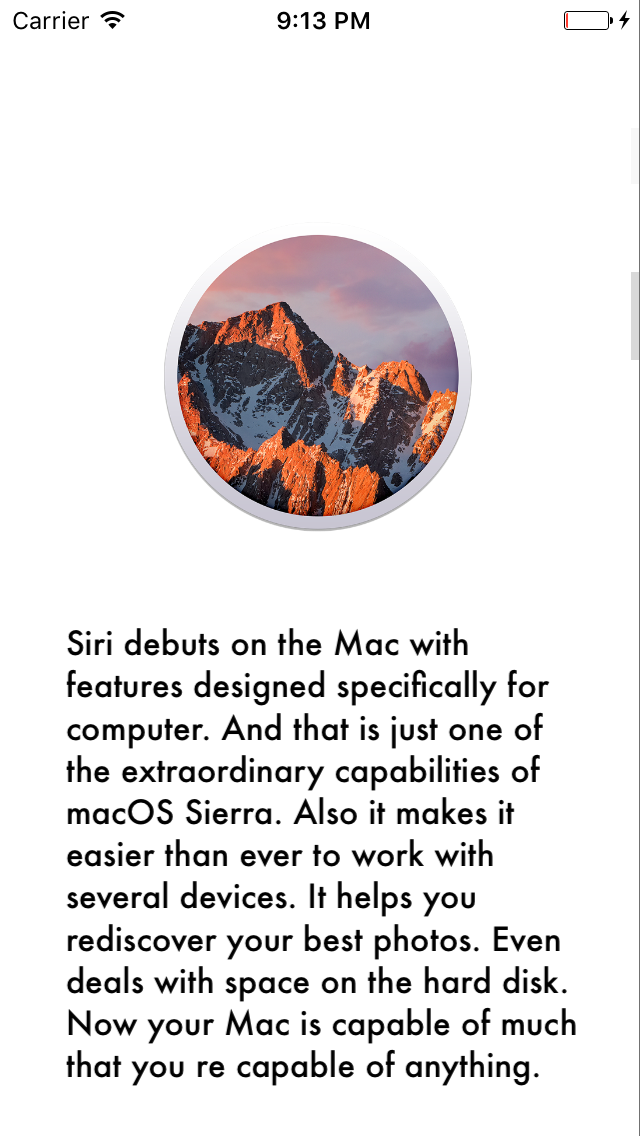 Carrier 9:13 PM
Siri debuts on the Mac with
features designed specifically for
computer. And that is just one of
the extraordinary capabilities of
macOS Sierra. Also it makes it
easier than ever to work with
several devices. It helps you
rediscover your best photos. Even
deals with space on the hard disk.
Now your Mac is capable of much
that you re capable of anything.